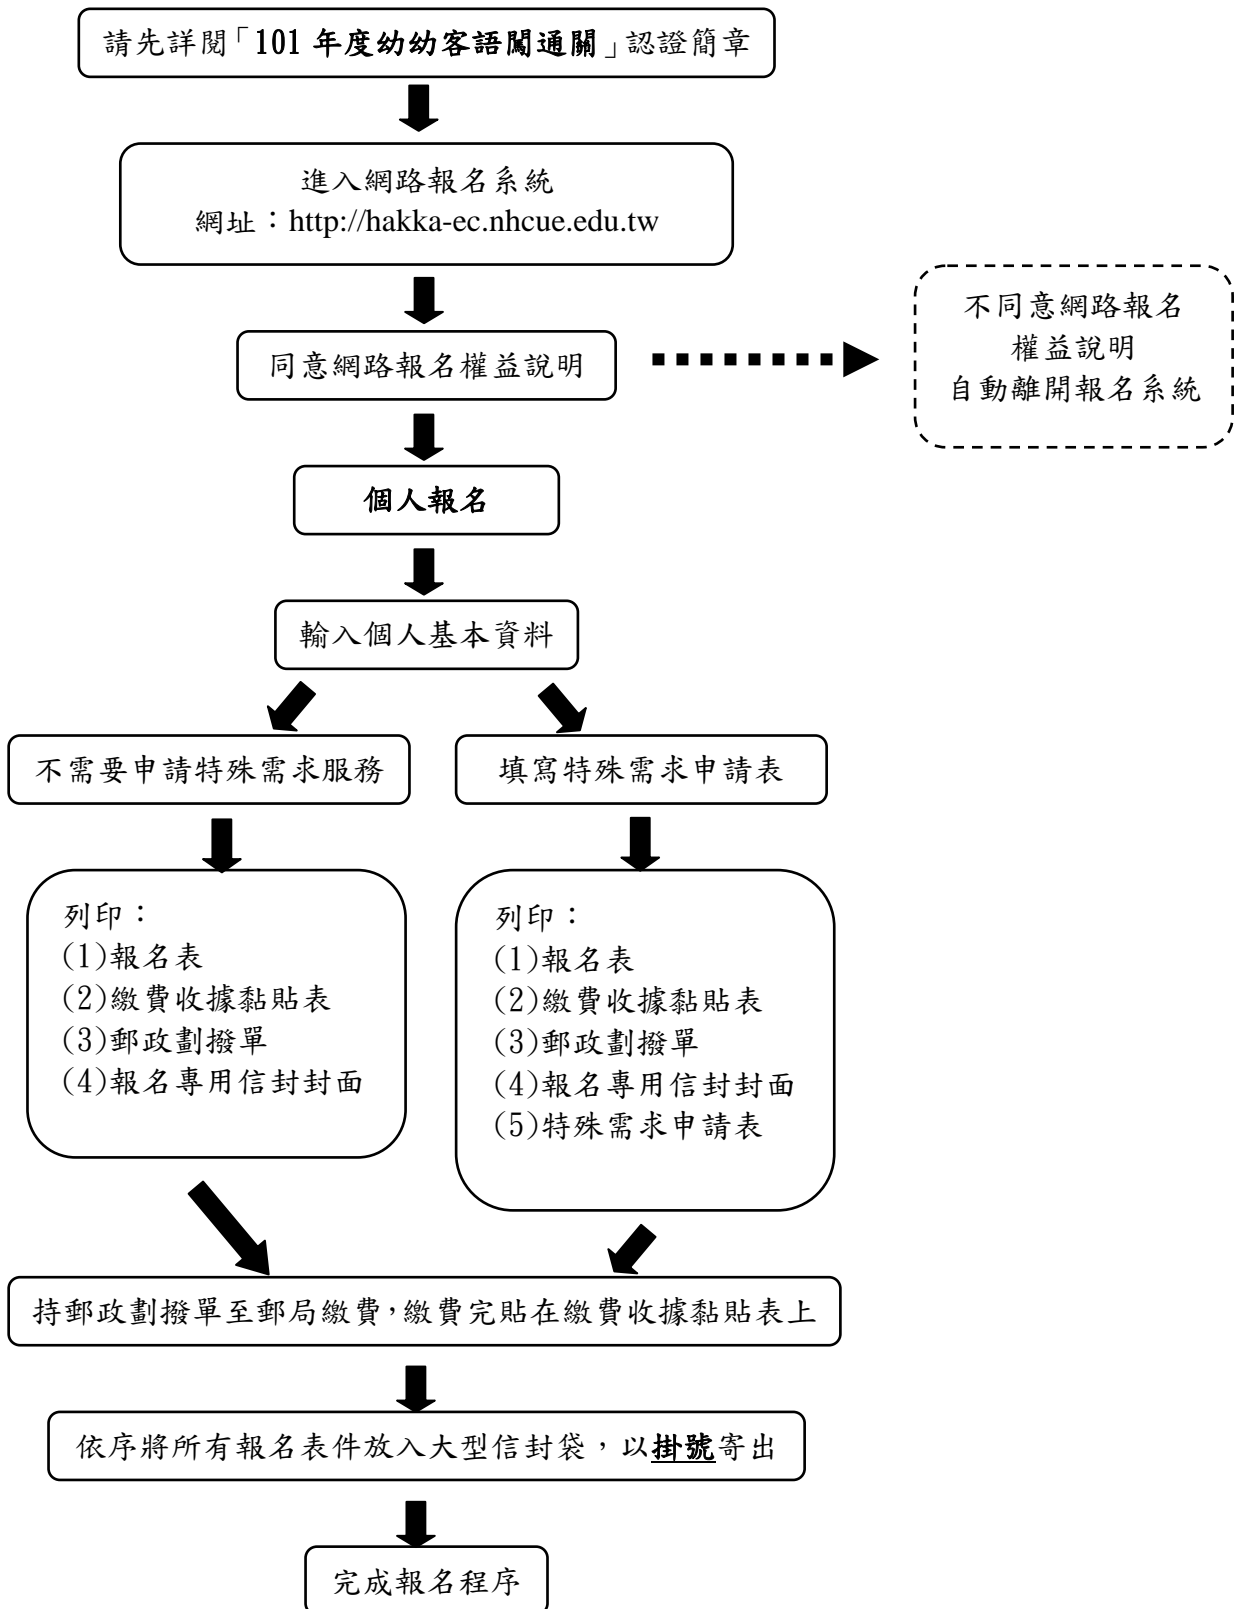 請先詳閱「101 年度幼幼客語闖通關」認證簡章
進入網路報名系統
網址：http://hakka-ec.nhcue.edu.tw
同意網路報名權益說明
不同意網路報名
權益說明
自動離開報名系統
個人報名
輸入個人基本資料
不需要申請特殊需求服務
填寫特殊需求申請表
列印：
(1)報名表
(2)繳費收據黏貼表
(3)郵政劃撥單
(4)報名專用信封封面
列印：
(1)報名表
(2)繳費收據黏貼表
(3)郵政劃撥單
(4)報名專用信封封面
(5)特殊需求申請表
持郵政劃撥單至郵局繳費，繳費完貼在繳費收據黏貼表上
依序將所有報名表件放入大型信封袋，以掛號寄出
完成報名程序